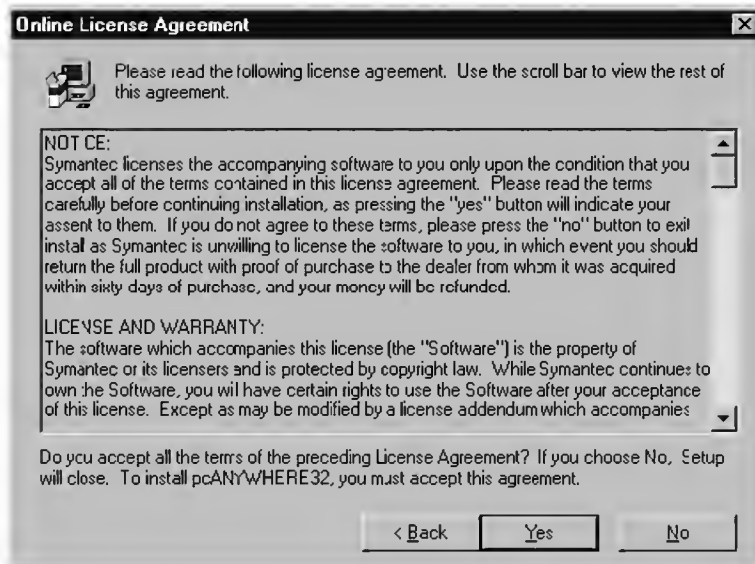 Online License Agreement
Please read the following license agreement. Use the scroll bar to view the rest of
this agreement.
NOTICE:
Symantec licenses the accompanying software to you only upon the condition that you
accept all of the terms contained in this license agreement. Please read the terms
carefully before continuing installation, as pressing the "yes" button will indicate your
assent to them. If you do not agree to these terms, please press the "no" button to exit
install as Symantec is unwilling to license the software to you, in which event you should
return the full product with proof of purchase to the dealer from whom it was acquired
within sixty days of purchase, and your money will be refunded.
LICENSE AND WARRANTY:
The software which accompanies this license (the "Software") is the property of
Symantec or its licensers and is protected by copyright law. While Symantec continues to
own the Software, you will have certain rights to use the Software after your acceptance
of this license. Except as may be modified by a license addendum which accompanies
Do you accept all the terms of the preceding License Agreement? If you choose No, Setup
will close. To install pcANYWHERE32, you must accept this agreement.
< Back
Yes
No